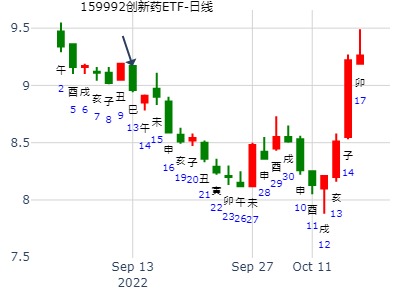 159992创新药ETF-日线
9.5
9
8.5
8
7.5
午
2
酉
5
戌
6
亥
7
子
8
丑
9
巳
13
午
14
未
15
申
16
亥
19
子
20
丑
21
寅
22
卯
23
午
26
未
27
申
28
酉
29
戌
30
申
10
酉
11
戌
12
亥
13
子
14
卯
17
Sep 13
2022
Sep 27
Oct 11